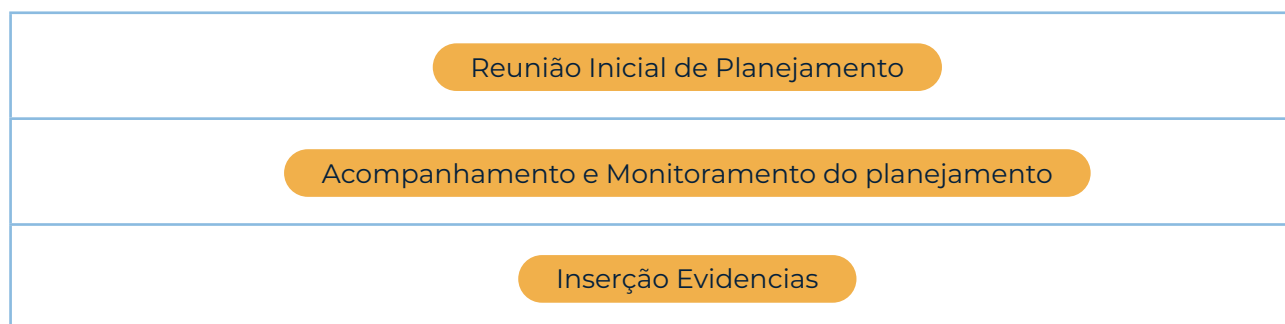 Reunião Inicial de Planejamento
Acompanhamento e Monitoramento do planejamento
Inserção Evidencias